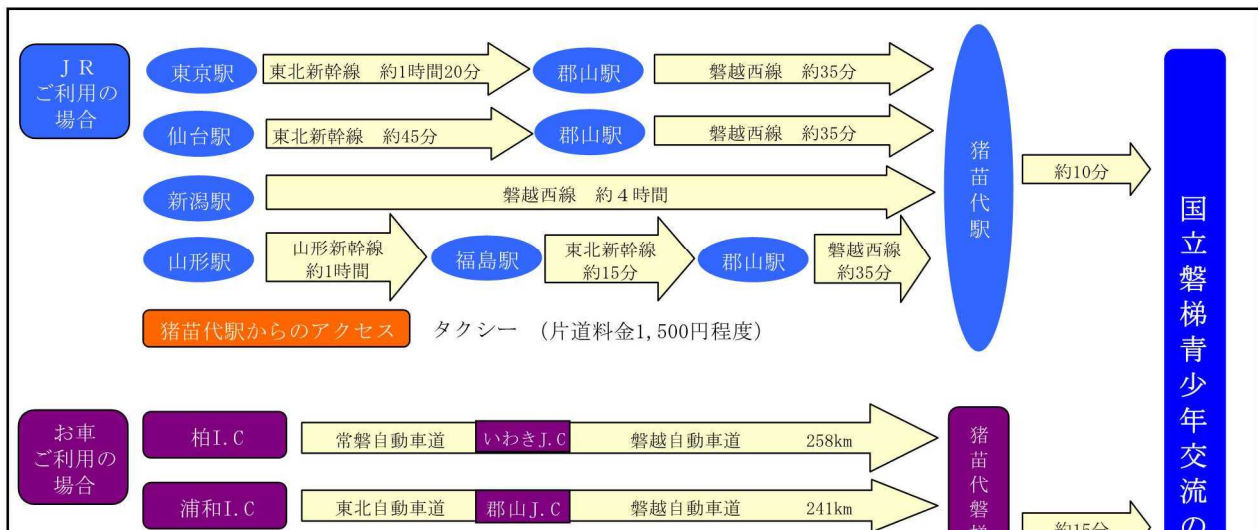 JR
ご利用の
場合
東京駅
東北新幹線 約1時間20分
郡山駅
磐越西線 約35分
仙台駅
東北新幹線 約45分
郡山駅
磐越西線 約35分
新潟駅
磐越西線 約4時間
山形駅
山形新幹線
約1時間
福島駅
東北新幹線
約15分
郡山駅
磐越西線
約35分
猪苗代駅
約10分
国立磐梯青少年交流の
猪苗代駅からのアクセス
タクシー (片道料金1,500円程度)
お車
ご利用の
場合
柏I.C
常磐自動車道
いわきJ.C
磐越自動車道
258km
浦和I.C
東北自動車道
郡山J.C
磐越自動車道
241km
猪苗代磐梯
約15分